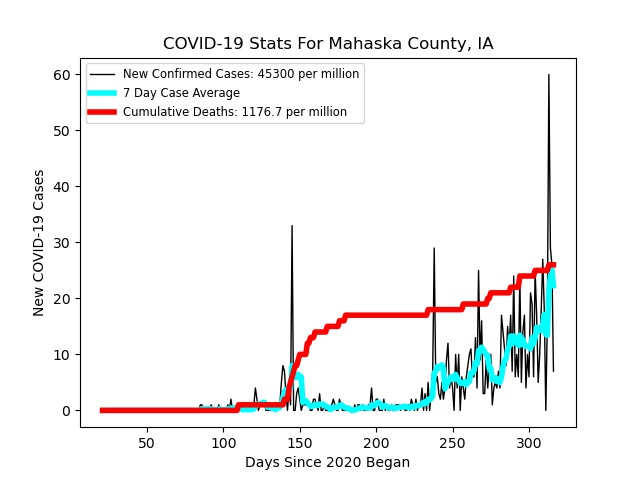 COVID-19 Stats For Mahaska County, IA
New Confirmed Cases: 45300 per million
7 Day Case Average
Cumulative Deaths: 1176.7 per million
New COVID-19 Cases
60
50
40
30
20
10
0
50 100 150 200 250 300
Days Since 2020 Began